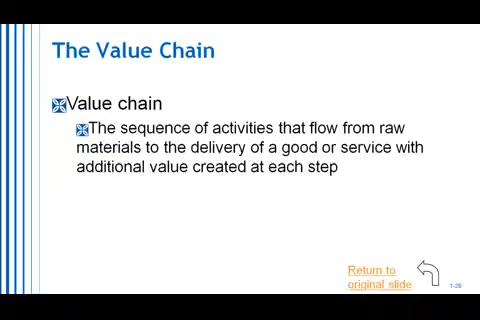 The Value Chain
Value chain
The sequence of activities that flow from raw
materials to the delivery of a good or service with
additional value created at each step
Return to
original slide
1-29